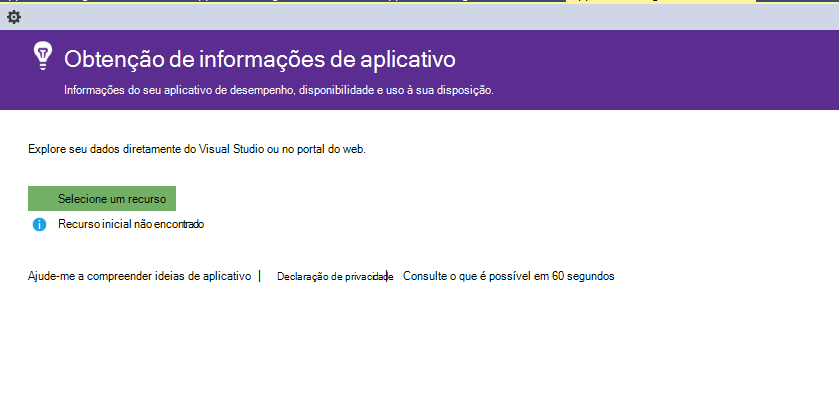 Obtenção de informações de aplicativo
Informações do seu aplicativo de desempenho, disponibilidade e uso à sua disposição.
Explore seu dados diretamente do Visual Studio ou no portal do web.
Selecione um recurso
Recurso inicial não encontrado
Ajude-me a compreender ideias de aplicativo | Declaração de privacidade | Consulte o que é possível em 60 segundos